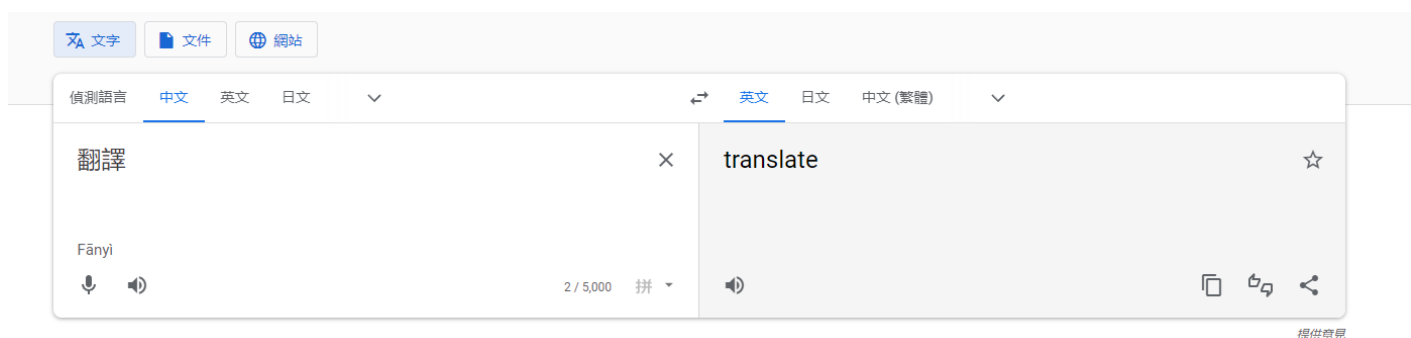 文字 文件 網站
偵測語言 中文 英文 日文 英文 日文 中文 (繁體)
翻譯 translate
Fānyì
2 / 5,000 拼
提供意見